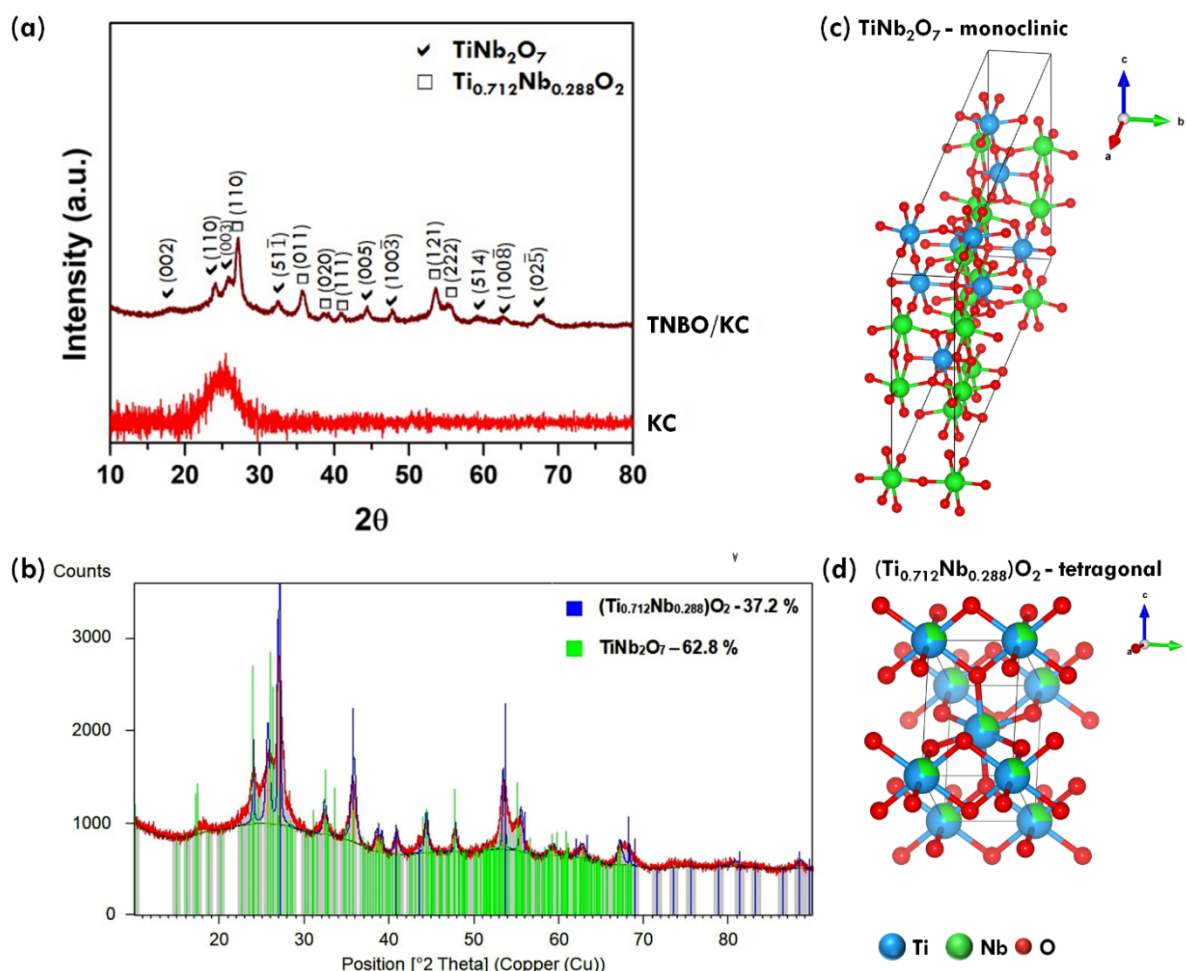 (a)
TiNb₂O₇
Ti₀.₇₁₂Nb₀.₂₈₈O₂
(002)
(110)
(003)
(110)
(511̄)
(011)
(020)
(111)
(005)
(1003̄)
(121)
(222)
(514)
(1008̄)
(025̄)
TNBO/KC
KC
Intensity (a.u.)
10 20 30 40 50 60 70 80
2θ
(b) Counts
γ
(Ti₀.₇₁₂Nb₀.₂₈₈)O₂ - 37.2 %
TiNb₂O₇ – 62.8 %
3000
2000
1000
0
20 30 40 50 60 70 80
Position [°2 Theta] (Copper (Cu))
(c) TiNb₂O₇ - monoclinic
c
b
a
(d) (Ti₀.₇₁₂Nb₀.₂₈₈)O₂ - tetragonal
c
a
Ti Nb O